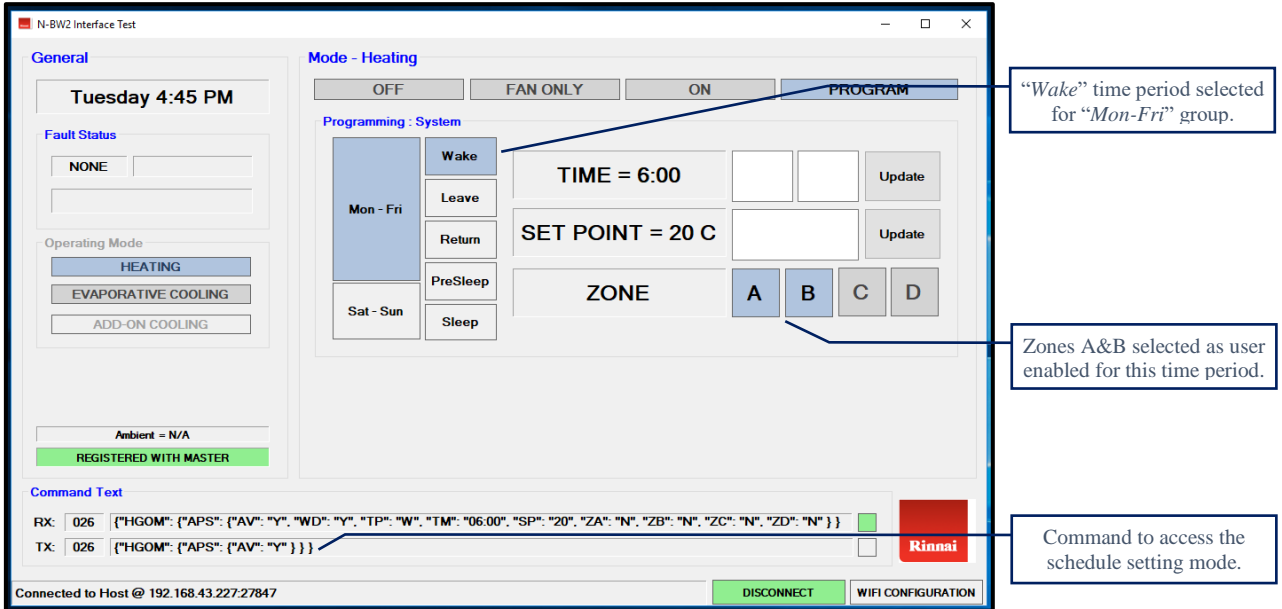 N-BW2 Interface Test
General
Tuesday 4:45 PM
Fault Status
NONE
Operating Mode
HEATING
EVAPORATIVE COOLING
ADD-ON COOLING
Ambient = N/A
REGISTERED WITH MASTER
Mode - Heating
OFF
FAN ONLY
ON
PROGRAM
Programming : System
Mon - Fri
Sat - Sun
Wake
Leave
Return
PreSleep
Sleep
TIME = 6:00
Update
SET POINT = 20 C
Update
ZONE
A
B
C
D
Command Text
RX: 026 {"HGOM": {"APS": {"AV": "Y", "WD": "Y", "TP": "W", "TM": "06:00", "SP": "20", "ZA": "N", "ZB": "N", "ZC": "N", "ZD": "N" } }
TX: 026 {"HGOM": {"APS": {"AV": "Y" } } }
Rinnai
Connected to Host @ 192.168.43.227:27847
DISCONNECT
WIFI CONFIGURATION
“Wake” time period selected
for “Mon-Fri” group.
Zones A&B selected as user
enabled for this time period.
Command to access the
schedule setting mode.